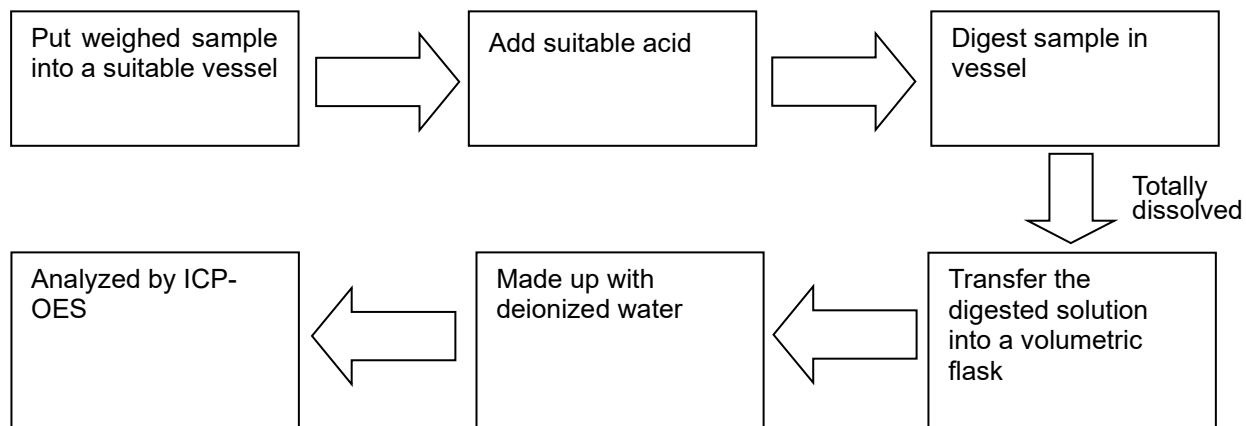 Put weighed sample
into a suitable vessel
Add suitable acid
Digest sample in
vessel
Totally
dissolved
Transfer the
digested solution
into a volumetric
flask
Made up with
deionized water
Analyzed by ICP-
OES